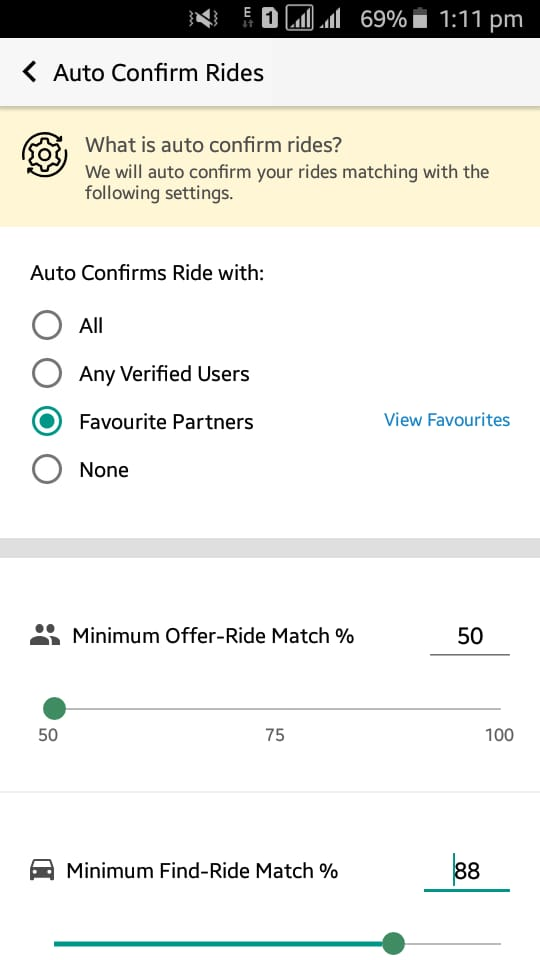 E 1 69% 1:11 pm
Auto Confirm Rides
What is auto confirm rides?
We will auto confirm your rides matching with the
following settings.
Auto Confirms Ride with:
All
Any Verified Users
Favourite Partners View Favourites
None
Minimum Offer-Ride Match % 50
50 75 100
Minimum Find-Ride Match % 88